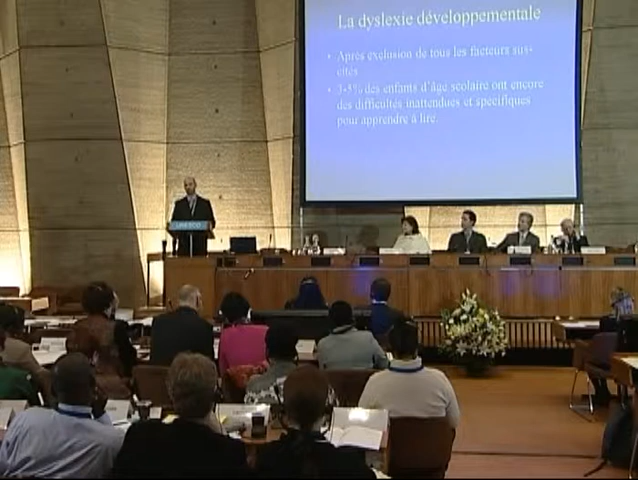 La dyslexie développementale
• Après exclusion de tous les facteurs sus-
cités
• 3-5% des enfants d'âge scolaire ont encore
des difficultés inattendues et spécifiques
pour apprendre à lire.
UNESCO